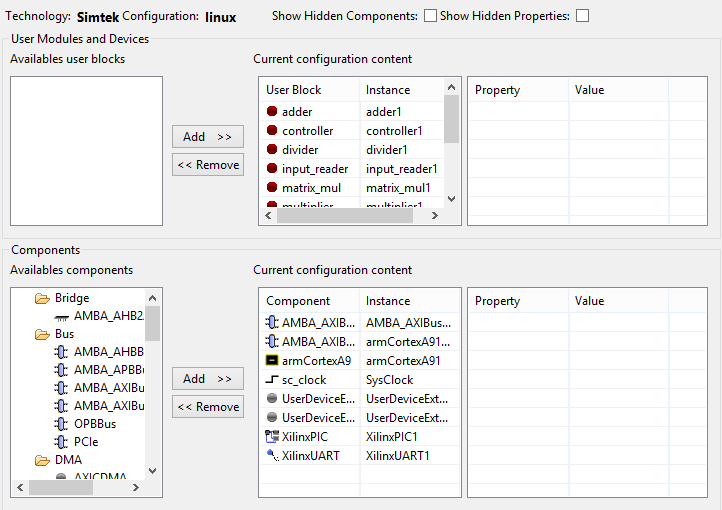 Technology: Simtek Configuration: linux Show Hidden Components: Show Hidden Properties:
User Modules and Devices
Availables user blocks
Current configuration content
User Block Instance
adder adder1
controller controller1
divider divider1
input_reader input_reader1
matrix_mul matrix_mul1
multiplier multiplier1
Property Value
Add >>
<< Remove
Components
Availables components
Bridge
AMBA_AHB2
Bus
AMBA_AHBB
AMBA_APBBu
AMBA_AXIBu
AMBA_AXIBu
OPBBus
PCIe
DMA
AXICDMA
Add >>
<< Remove
Current configuration content
Component Instance
AMBA_AXIB... AMBA_AXIBus...
AMBA_AXIB... armCortexA91...
armCortexA9 armCortexA91
sc_clock SysClock
UserDeviceE... UserDeviceExt...
UserDeviceE... UserDeviceExt...
XilinxPIC XilinxPIC1
XilinxUART XilinxUART1
Property Value